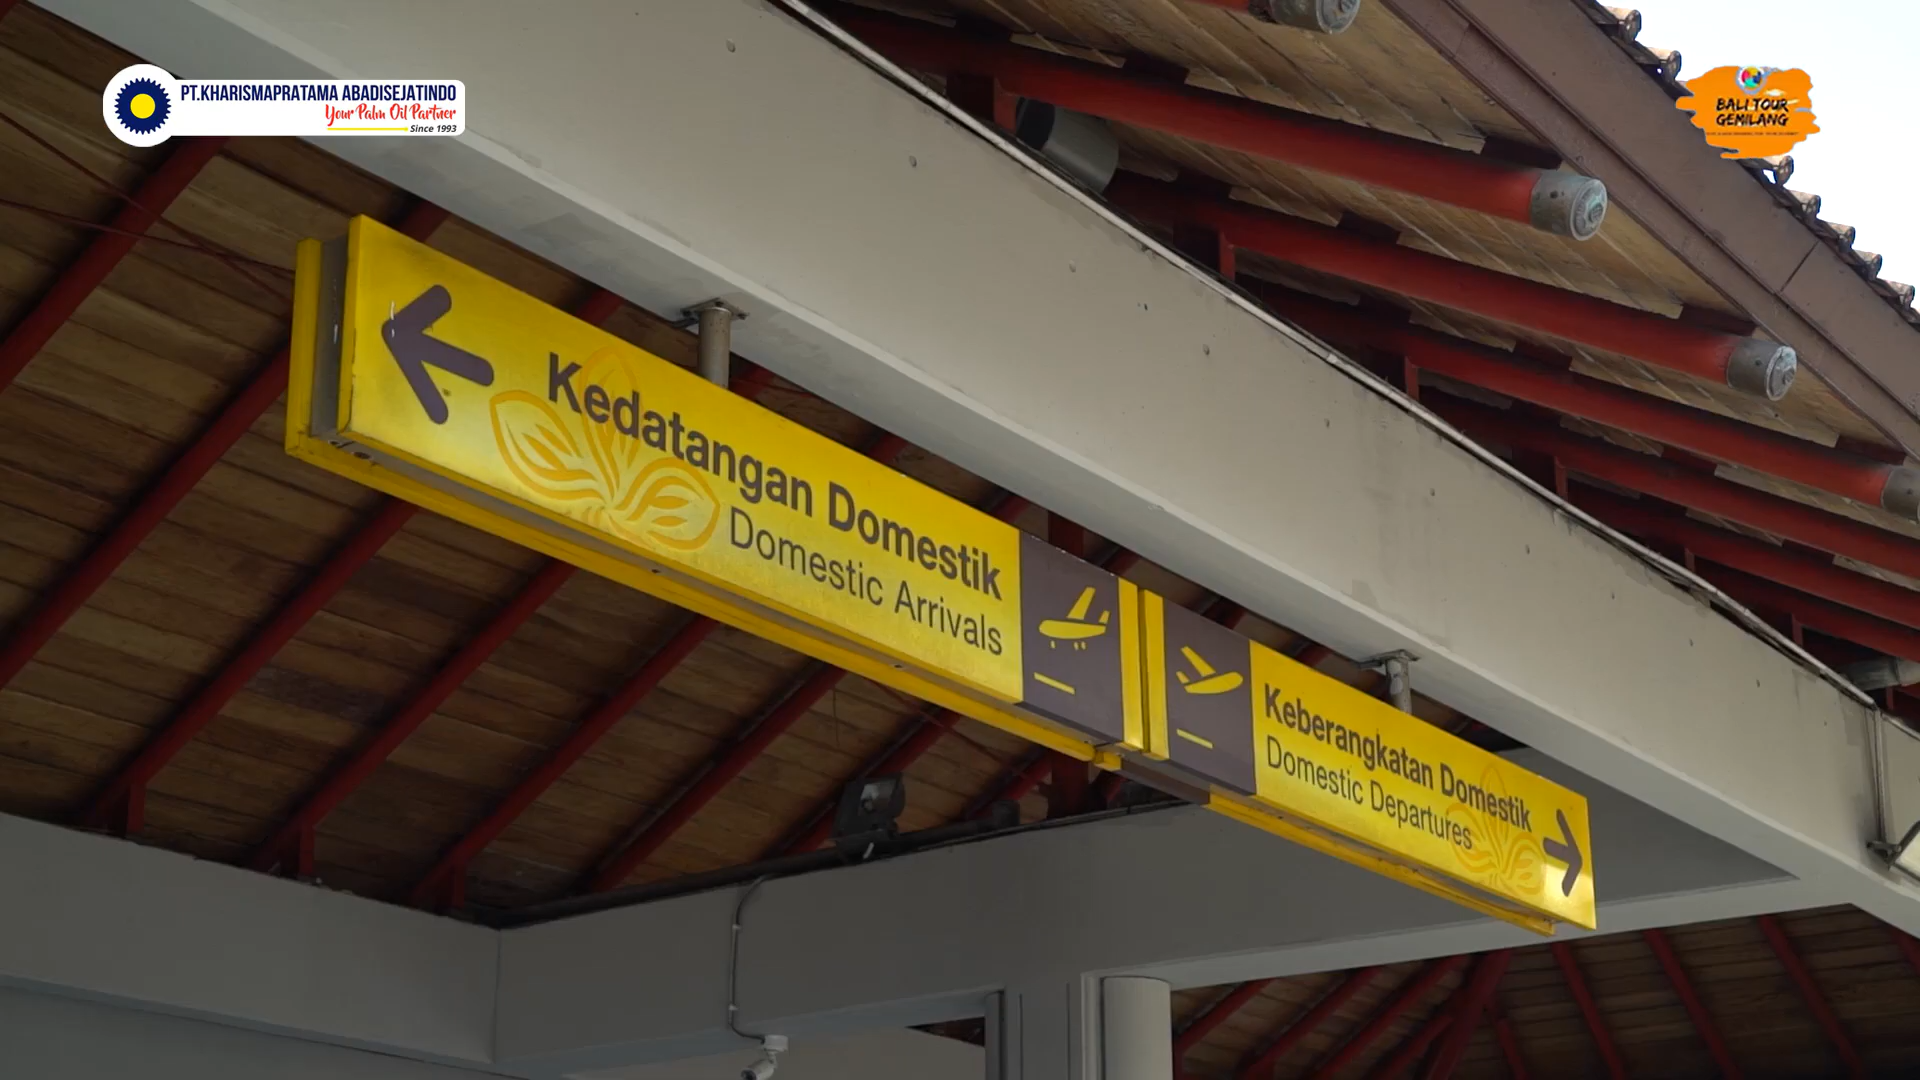 PT.KHARISMAPRATAMA ABADISEJATINDO
Your Palm Oil Partner
Since 1993
BALI TOUR
GEMILANG
Kedatangan Domestik
Domestic Arrivals
Keberangkatan Domestik
Domestic Departures